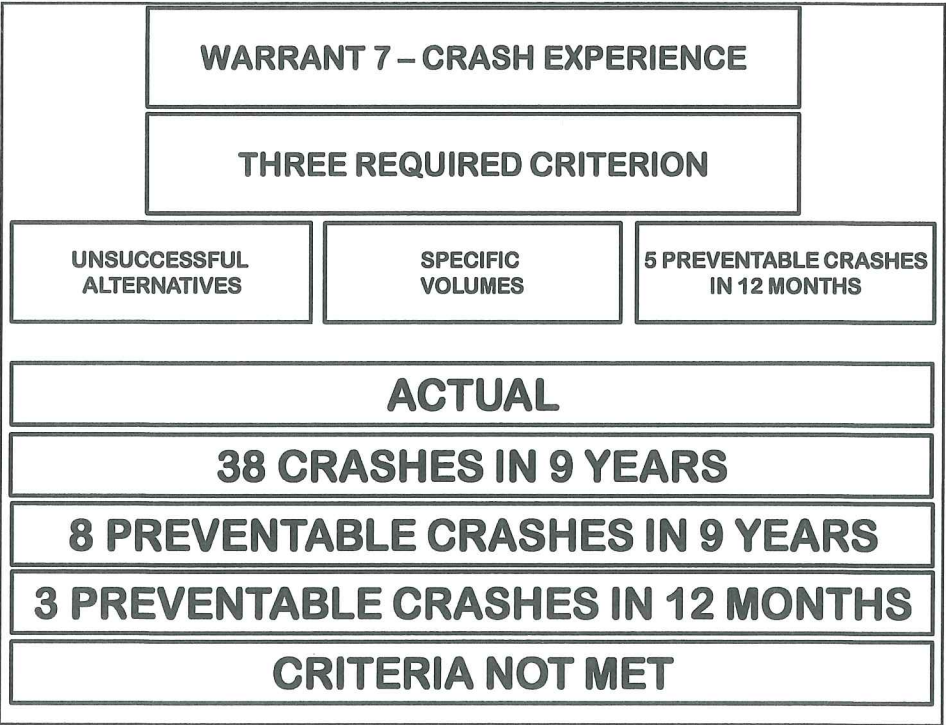 WARRANT 7 – CRASH EXPERIENCE
THREE REQUIRED CRITERION
UNSUCCESSFUL
ALTERNATIVES
SPECIFIC
VOLUMES
5 PREVENTABLE CRASHES
IN 12 MONTHS
ACTUAL
38 CRASHES IN 9 YEARS
8 PREVENTABLE CRASHES IN 9 YEARS
3 PREVENTABLE CRASHES IN 12 MONTHS
CRITERIA NOT MET